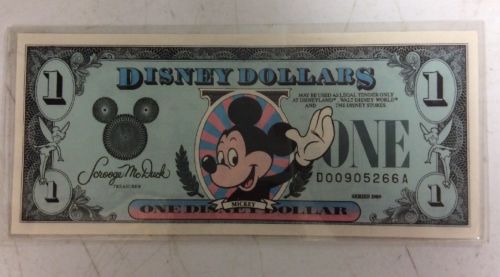 1
DISNEY DOLLARS
1
MAY BE USED AS LEGAL TENDER ONLY
AT DISNEYLAND®, WALT DISNEY WORLD®
AND THE DISNEY STORES.
ONE
Scrooge McDuck
TREASURER
D00905266A
SERIES 1989
1
MICKEY
1
ONE DISNEY DOLLAR